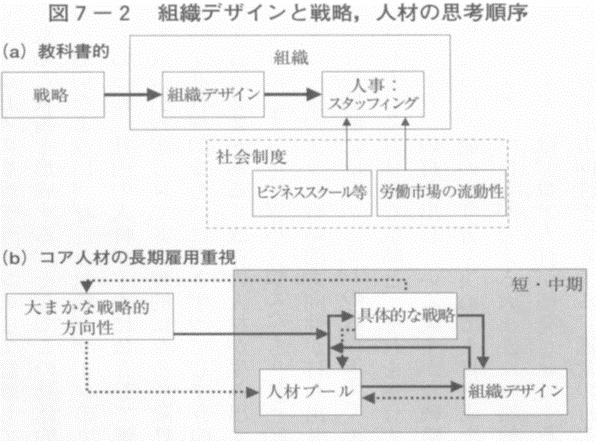 図7－2　組織デザインと戦略，人材の思考順序
(a) 教科書的
組織
戦略
組織デザイン
人事：
スタッフィング
社会制度
ビジネススクール等
労働市場の流動性
(b) コア人材の長期雇用重視
短・中期
大まかな戦略的
方向性
具体的な戦略
人材プール
組織デザイン